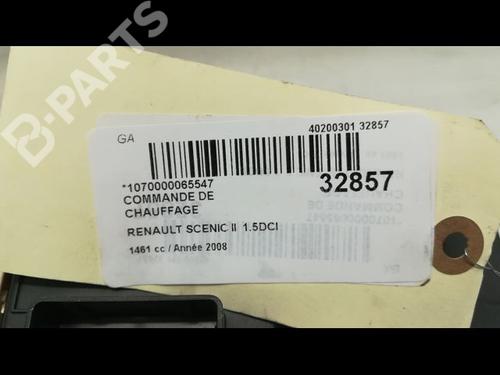 B-PARTS
GA
40200301 32857
*1070000065547
32857
COMMANDE DE
CHAUFFAGE
RENAULT SCENIC II 1.5DCI
1461 cc / Année 2008